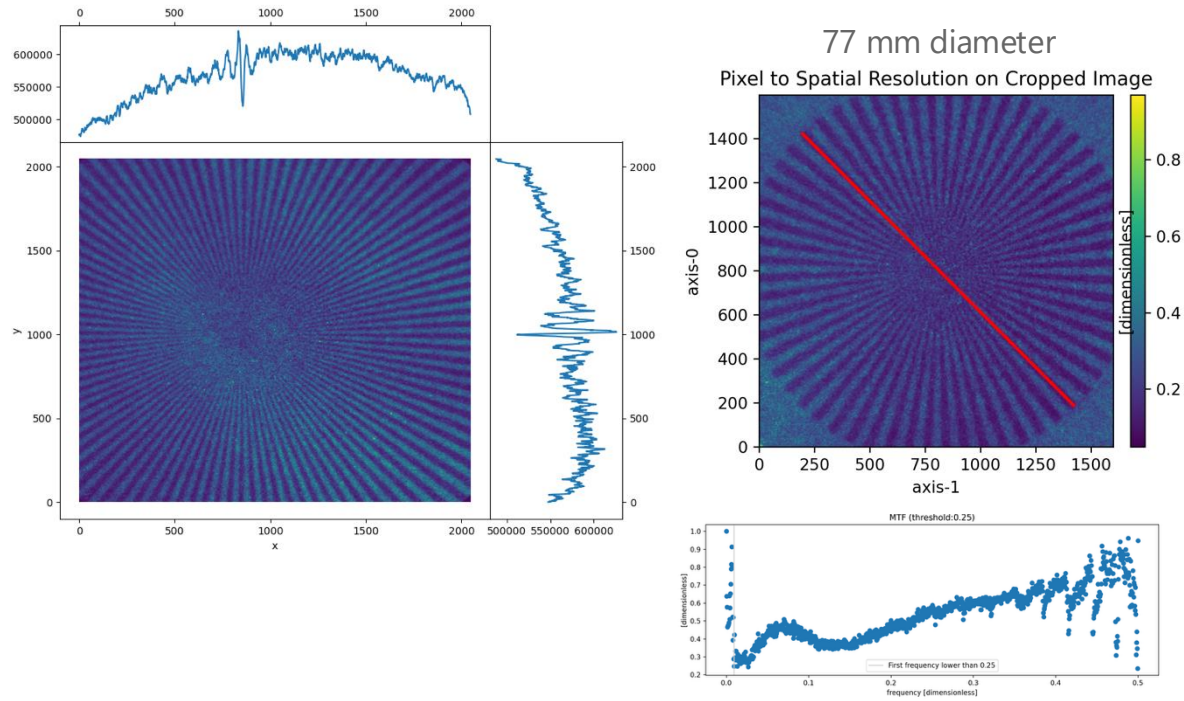 0 500 1000 1500 2000
600000
550000
500000
2000
1500
1000
500
0
y
0 500 1000 1500 2000
x
2000
1500
1000
500
0
500000 550000 600000
77 mm diameter
Pixel to Spatial Resolution on Cropped Image
1400
1200
1000
800
600
400
200
0
axis-0
0 250 500 750 1000 1250 1500
axis-1
[dimensionless]
0.8
0.6
0.4
0.2
MTF (threshold:0.25)
1.0
0.9
0.8
0.7
0.6
0.5
0.4
0.3
0.2
[dimensionless]
First frequency lower than 0.25
0.0 0.1 0.2 0.3 0.4 0.5
frequency [dimensionless]